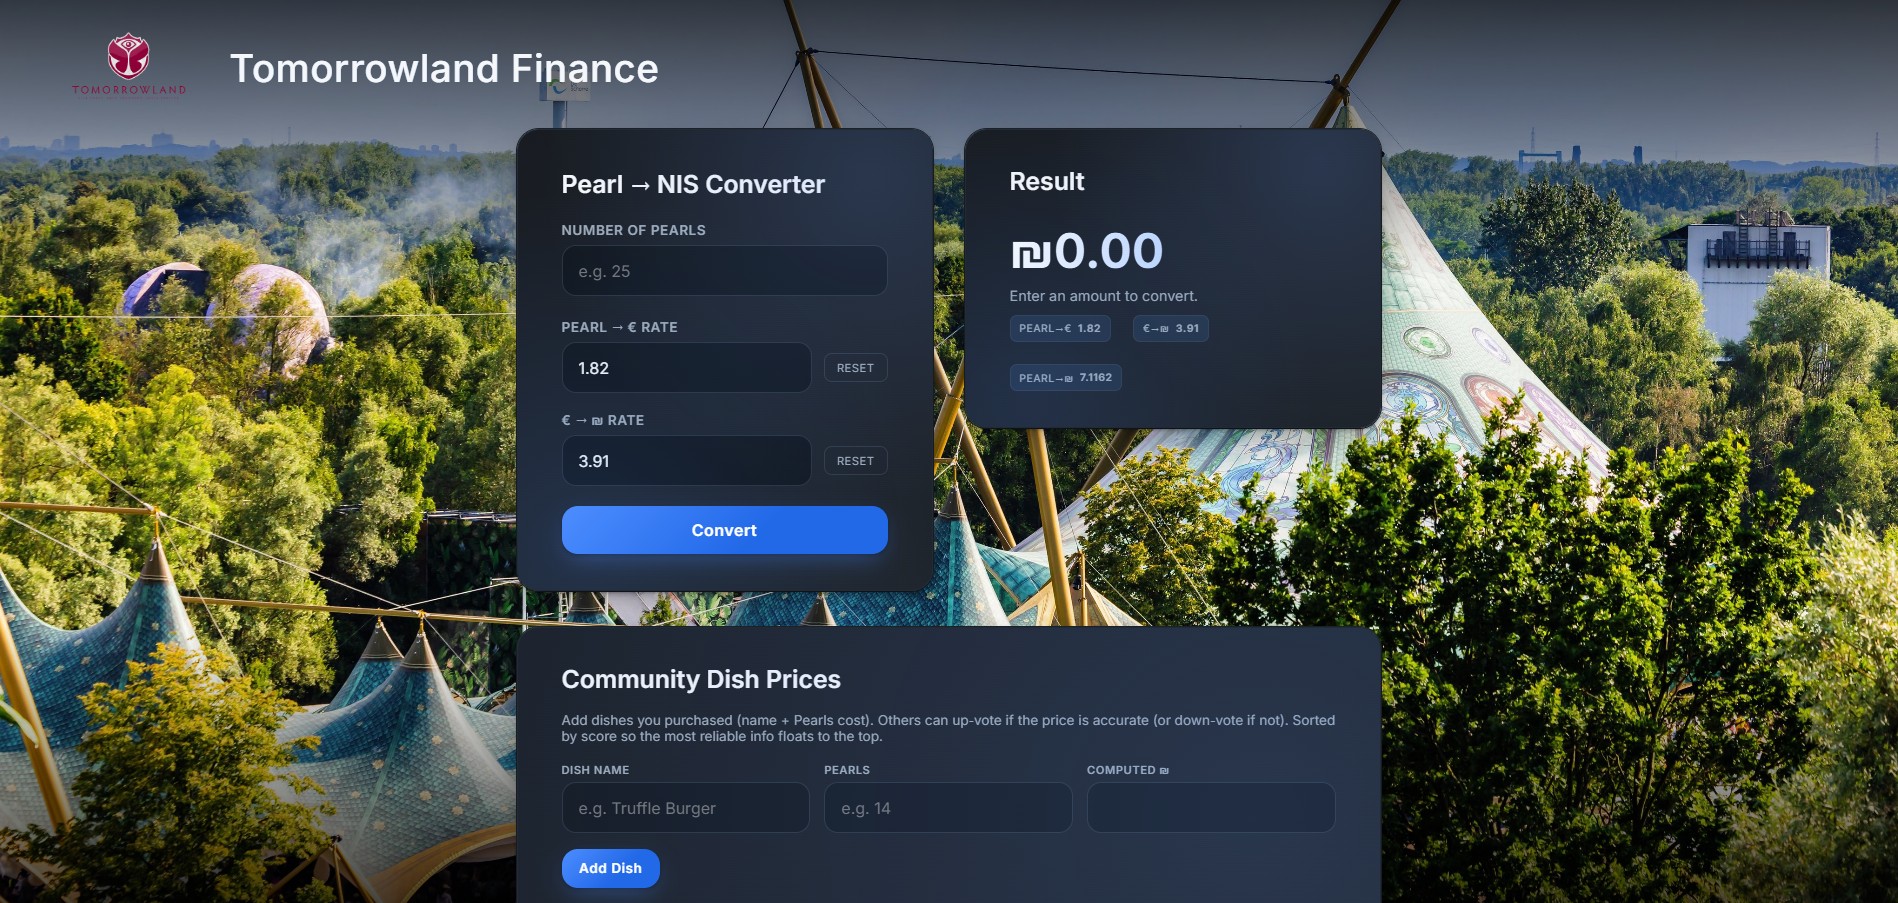 TOMORROWLAND
Tomorrowland Finance
Pearl → NIS Converter
NUMBER OF PEARLS
e.g. 25
PEARL → € RATE
1.82
RESET
€ → ₪ RATE
3.91
RESET
Convert
Result
₪0.00
Enter an amount to convert.
PEARL→€ 1.82
€→₪ 3.91
PEARL→₪ 7.1162
Community Dish Prices
Add dishes you purchased (name + Pearls cost). Others can up-vote if the price is accurate (or down-vote if not). Sorted
by score so the most reliable info floats to the top.
DISH NAME
PEARLS
COMPUTED ₪
e.g. Truffle Burger
e.g. 14
Add Dish